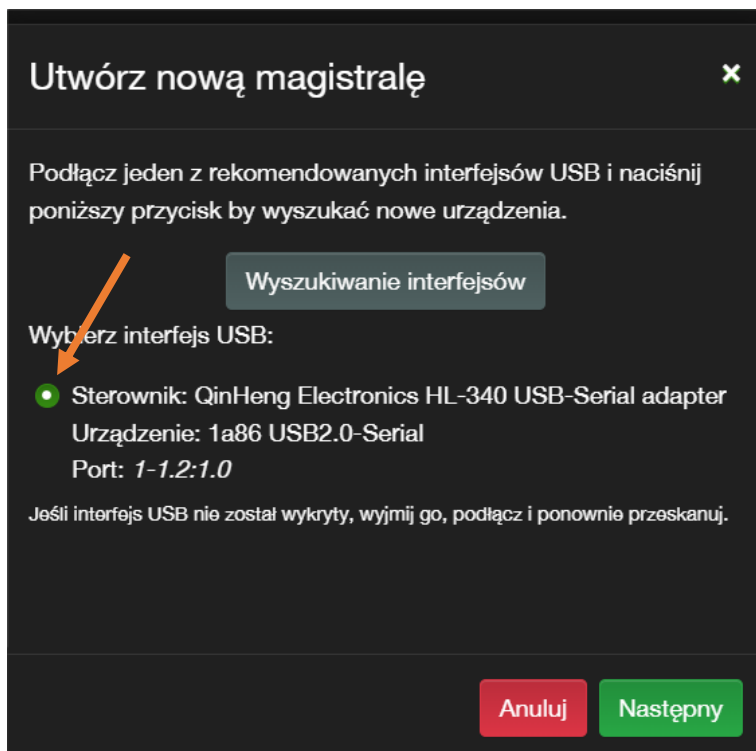 Utwórz nową magistralę
×
Podłącz jeden z rekomendowanych interfejsów USB i naciśnij
poniższy przycisk by wyszukać nowe urządzenia.
Wyszukiwanie interfejsów
Wybierz interfejs USB:
Sterownik: QinHeng Electronics HL-340 USB-Serial adapter
Urządzenie: 1a86 USB2.0-Serial
Port: 1-1.2:1.0
Jeśli interfejs USB nie został wykryty, wyjmij go, podłącz i ponownie przeskanuj.
Anuluj
Następny